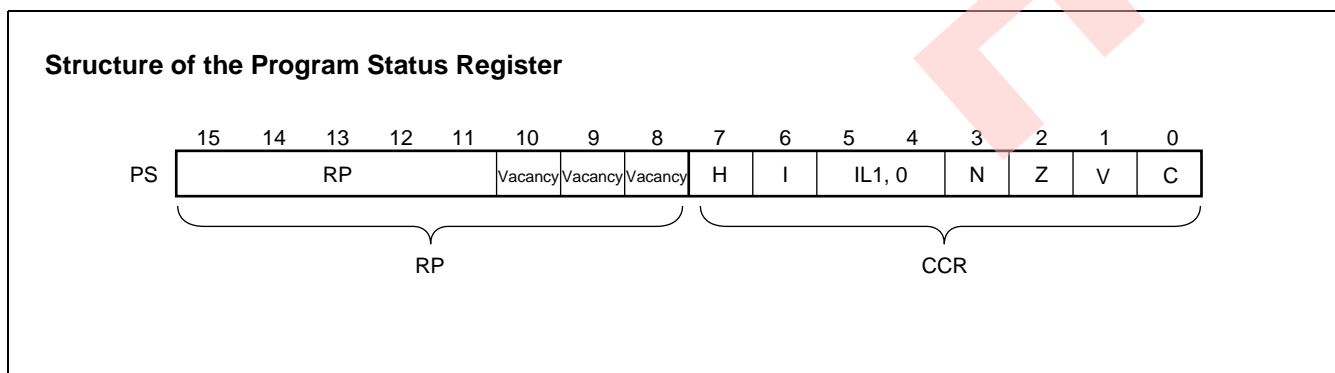 Structure of the Program Status Register
15 14 13 12 11 10 9 8 7 6 5 4 3 2 1 0
PS RP Vacancy Vacancy Vacancy H I IL1, 0 N Z V C
RP CCR